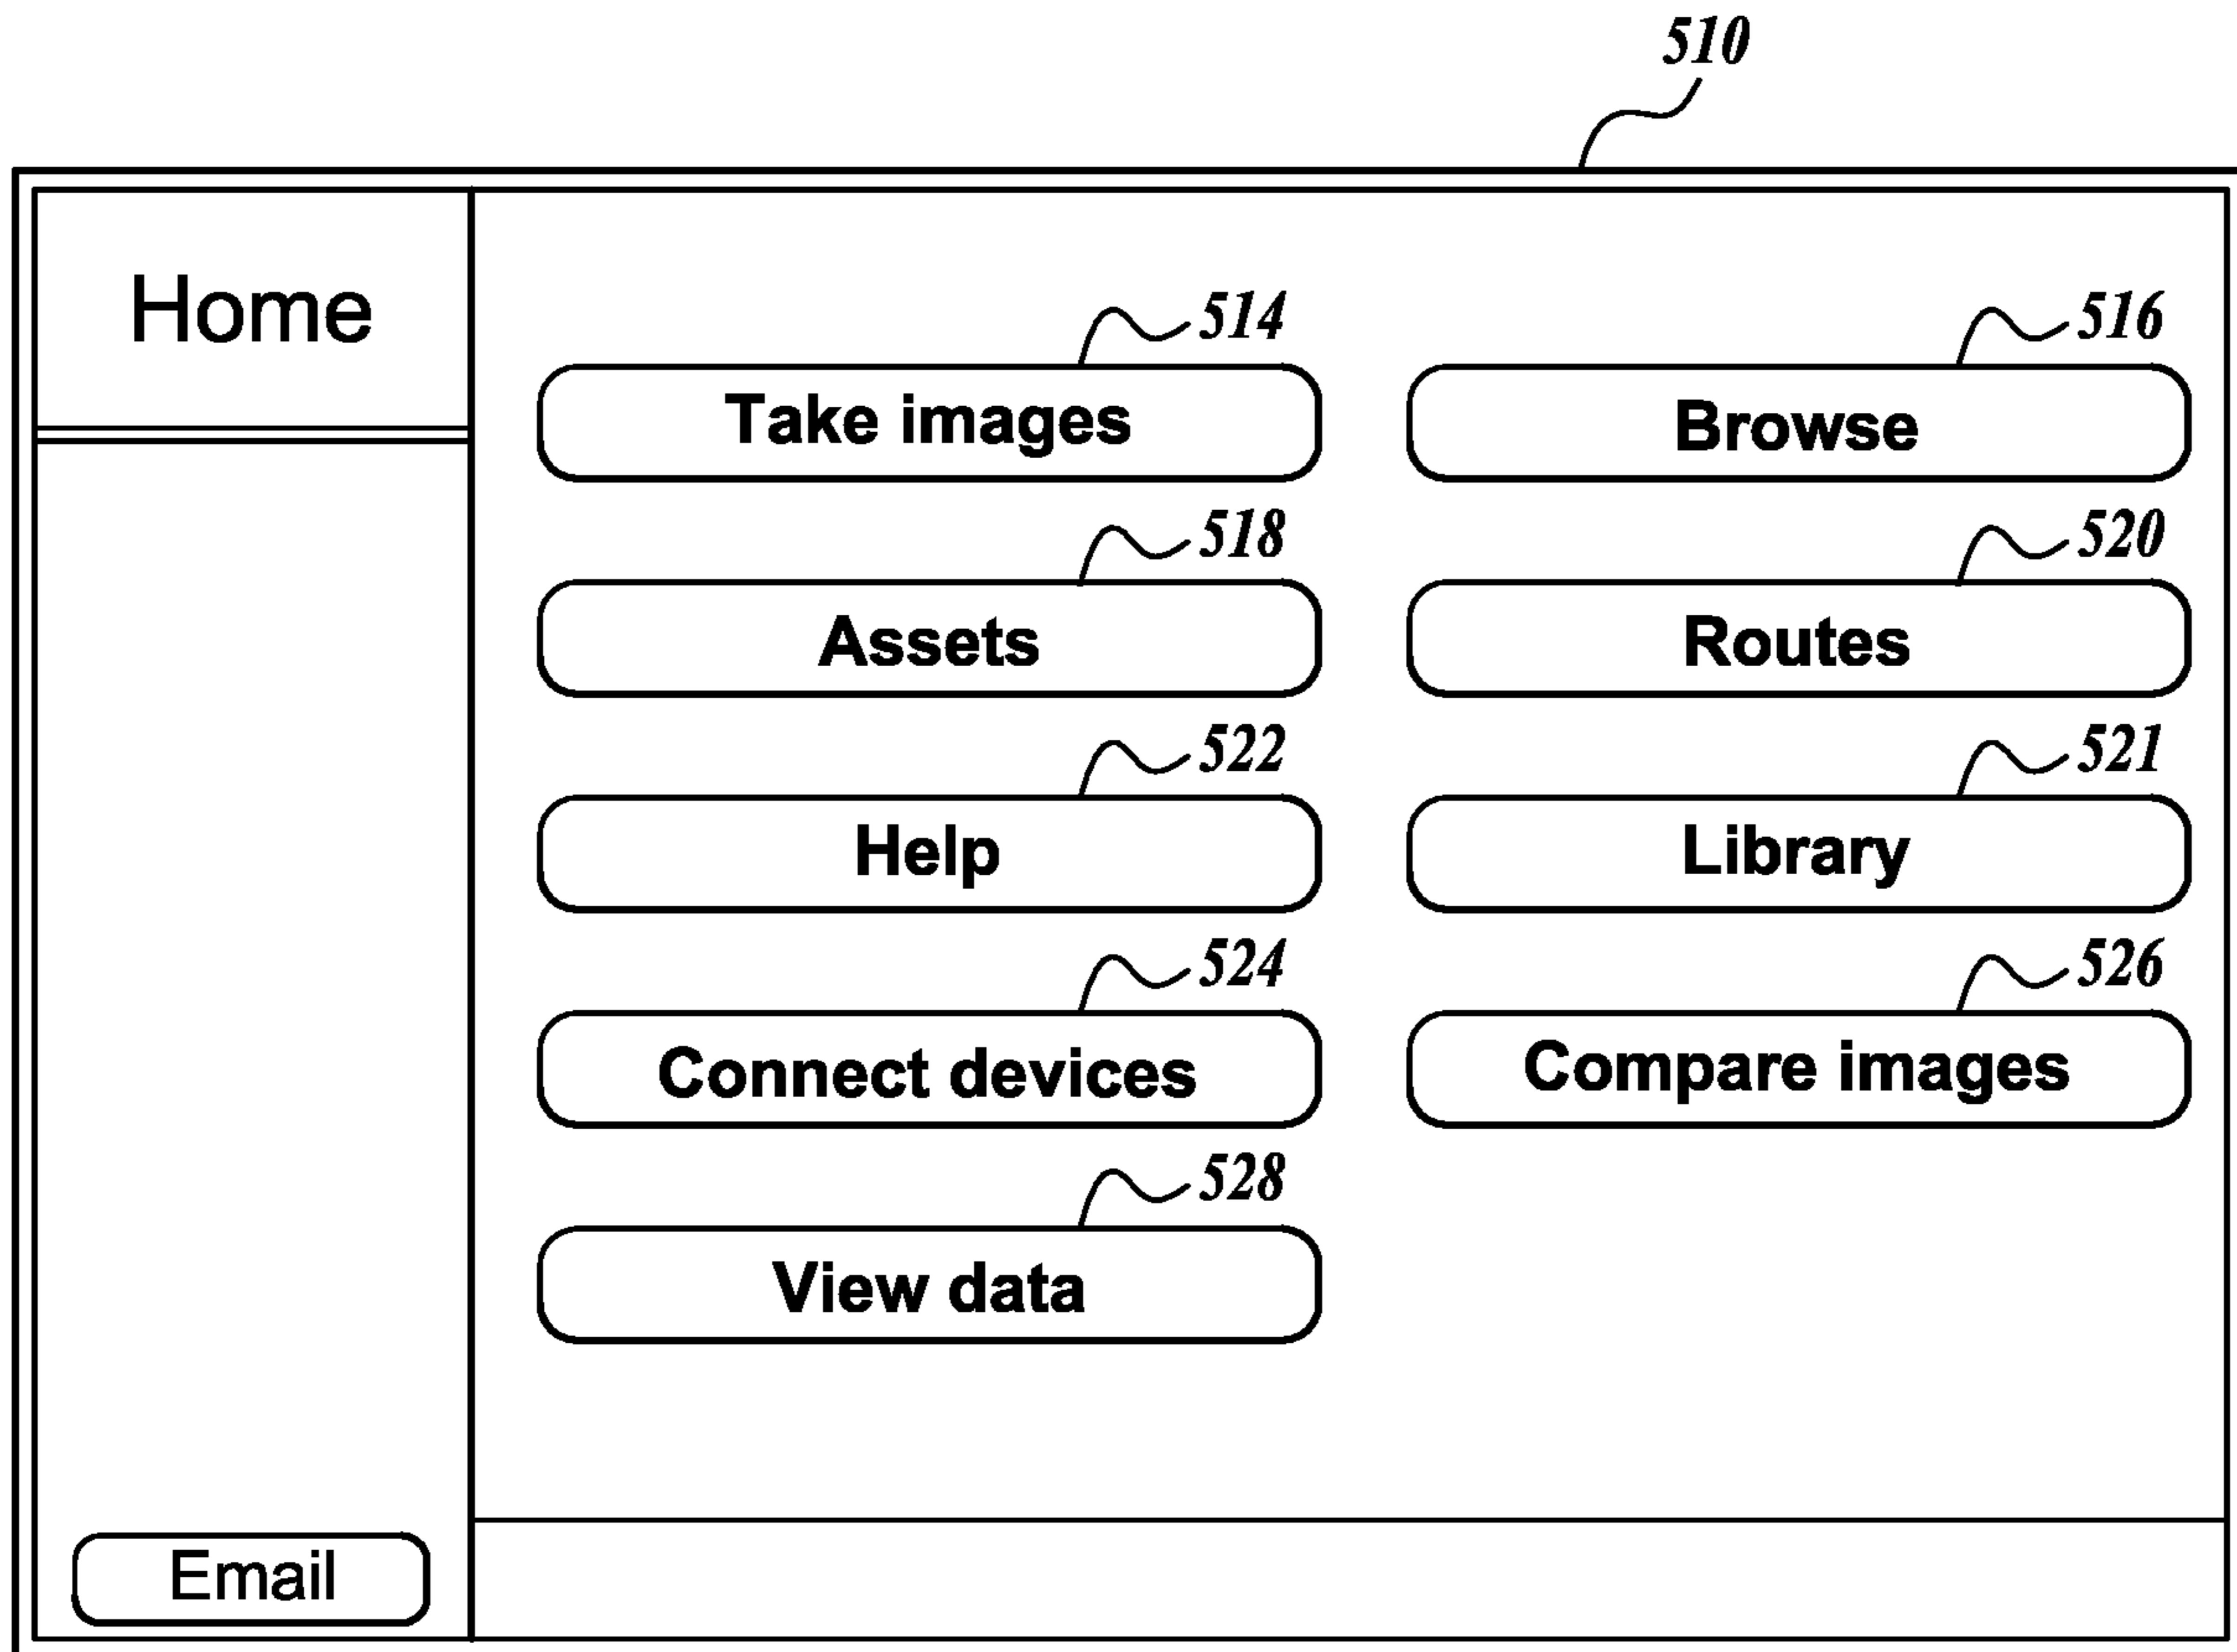 510
Home
514
516
Take images
Browse
518
520
Assets
Routes
522
521
Help
Library
524
526
Connect devices
Compare images
528
View data
Email